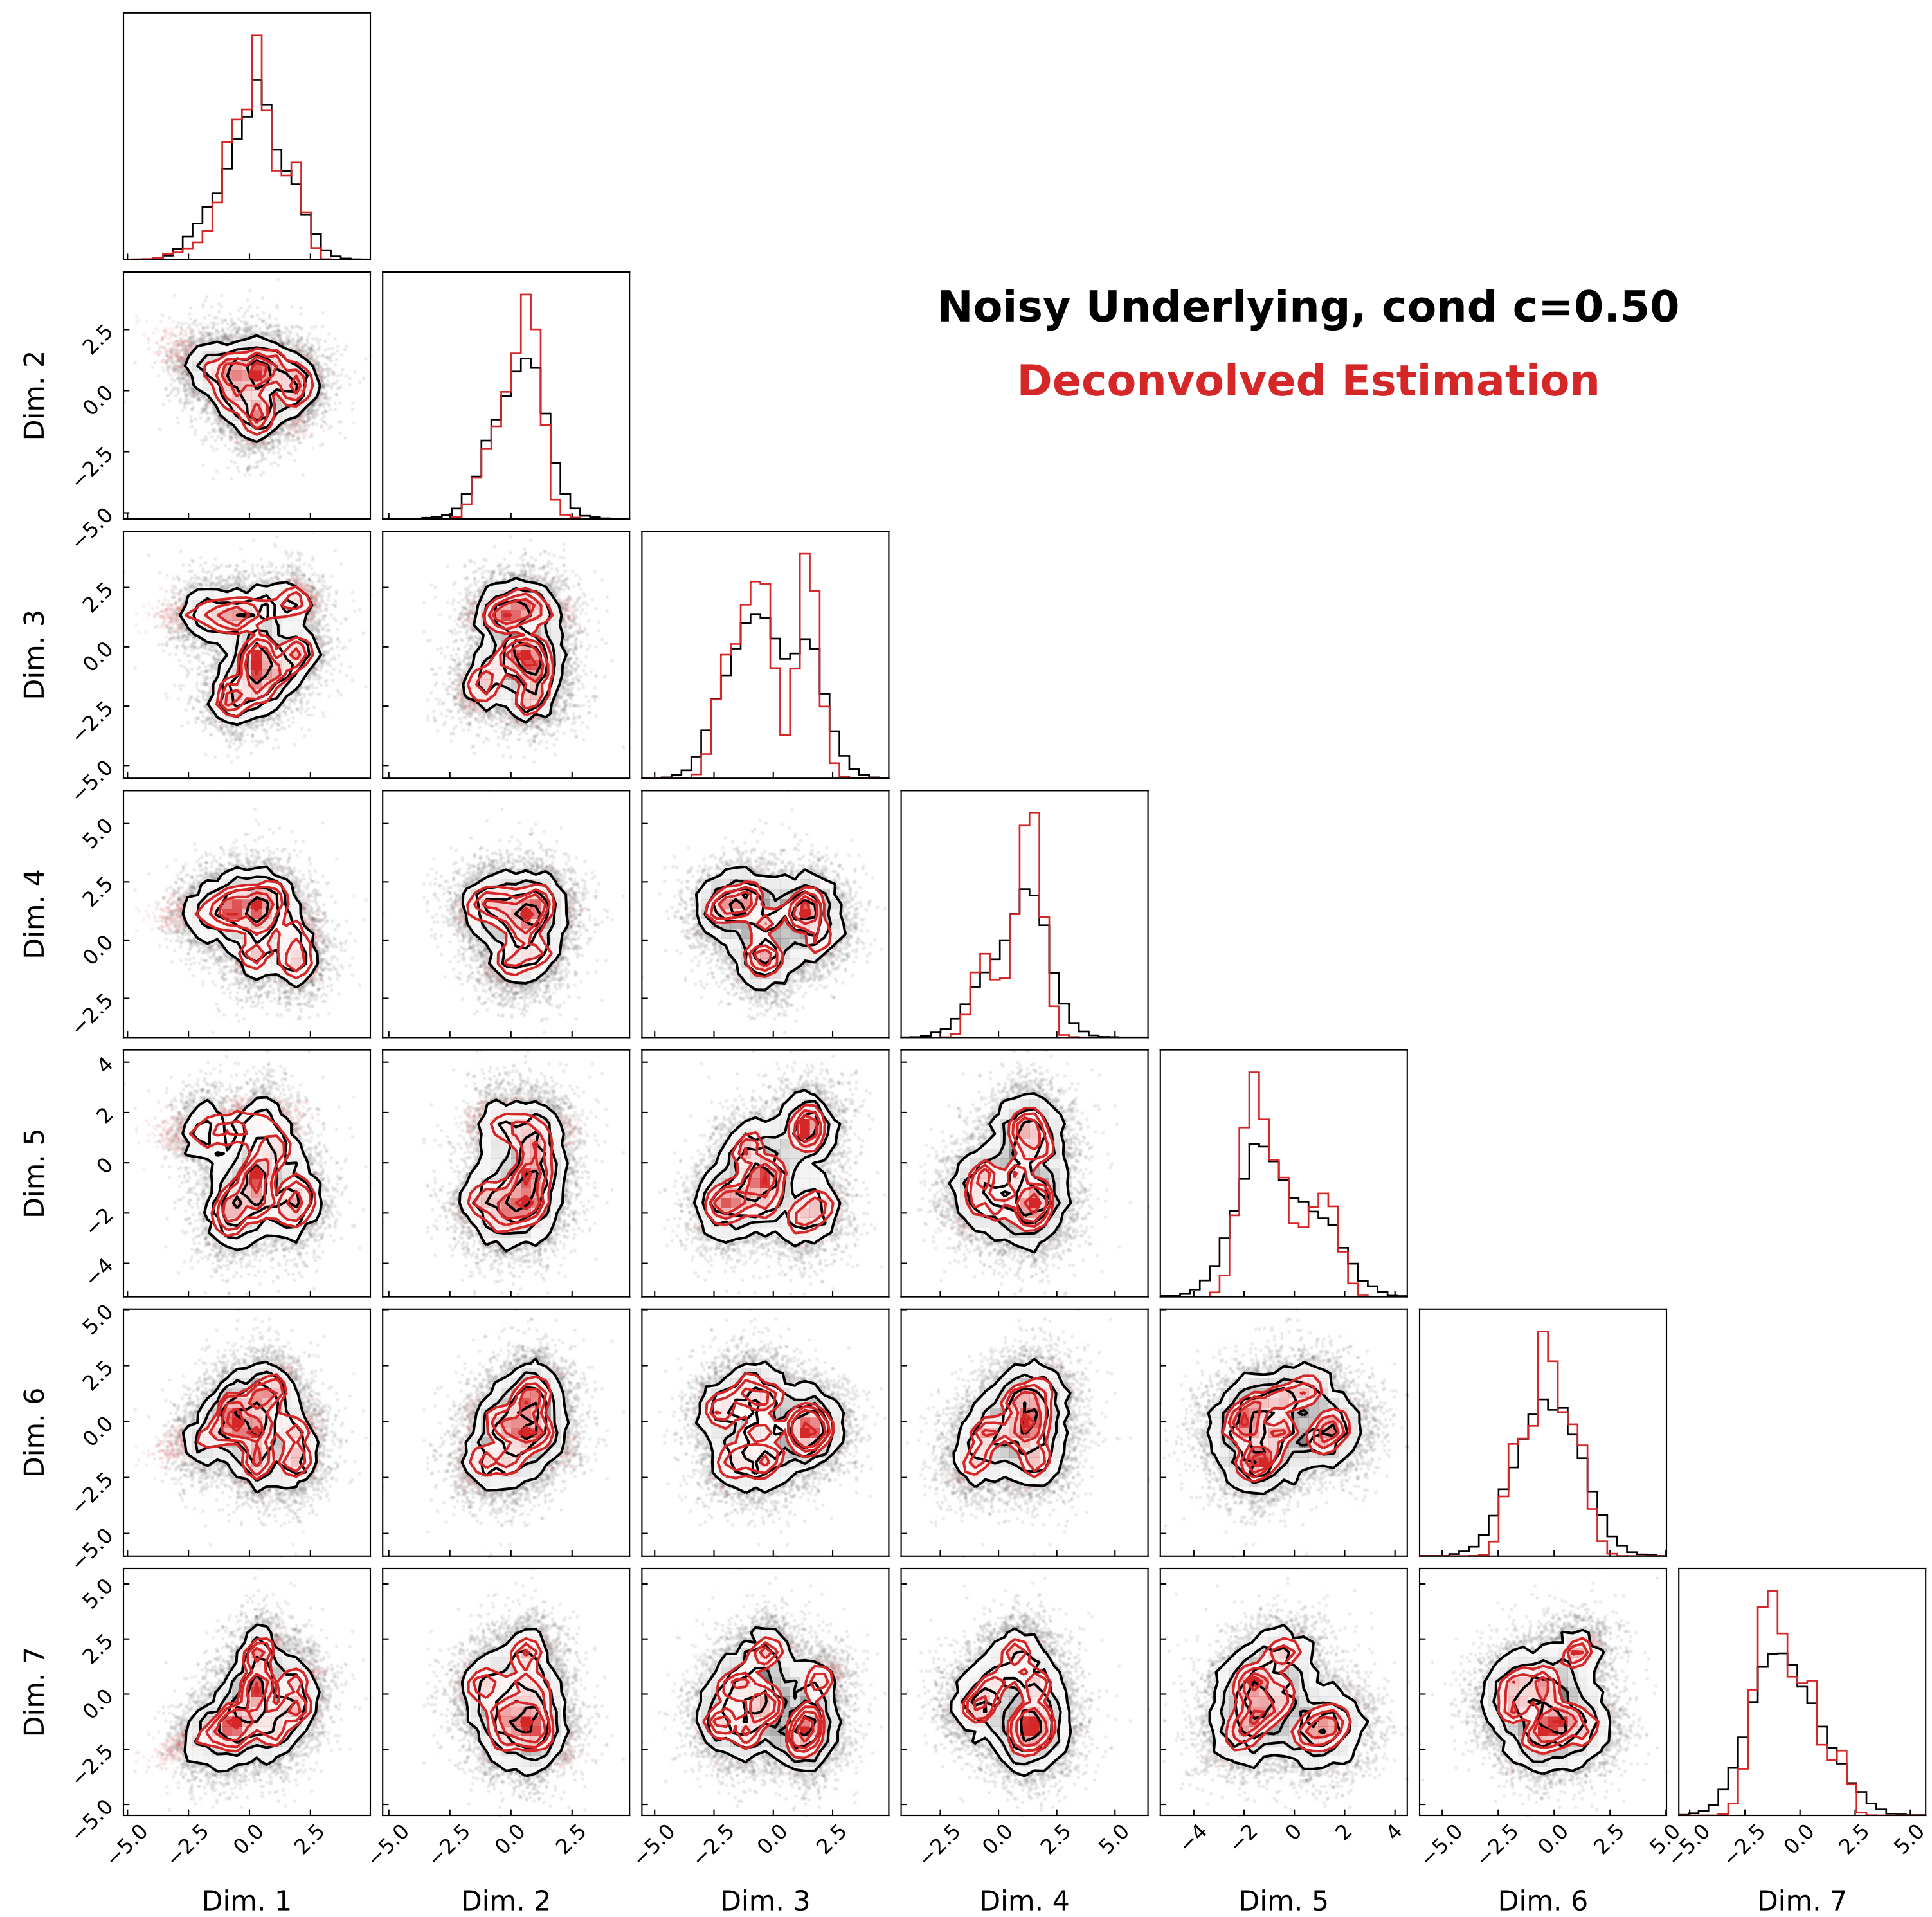 Noisy Underlying, cond c=0.50
Deconvolved Estimation
Dim. 2
2.5
0.0
−2.5
−5.0
Dim. 3
2.5
0.0
−2.5
−5.0
Dim. 4
5.0
2.5
0.0
−2.5
Dim. 5
4
2
0
−2
−4
Dim. 6
5.0
2.5
0.0
−2.5
−5.0
Dim. 7
5.0
2.5
0.0
−2.5
−5.0
−5.0 −2.5 0.0 2.5 −5.0 −2.5 0.0 2.5 −5.0 −2.5 0.0 2.5 −2.5 0.0 2.5 5.0 −4 −2 0 2 4 −5.0 −2.5 0.0 2.5 5.0 −5.0 −2.5 0.0 2.5 5.0
Dim. 1 Dim. 2 Dim. 3 Dim. 4 Dim. 5 Dim. 6 Dim. 7